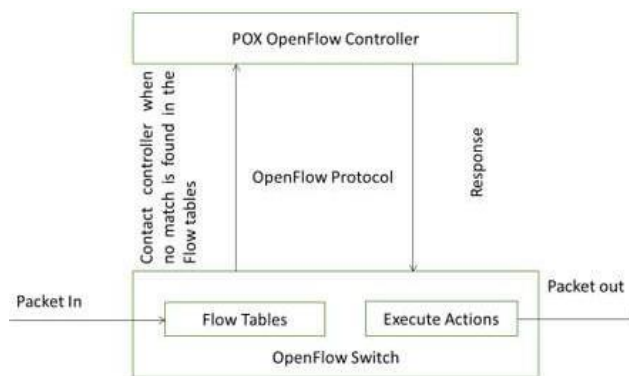 POX OpenFlow Controller
Contact controller when
no match is found in the
Flow tables
OpenFlow Protocol
Response
Packet In
Packet out
Flow Tables
Execute Actions
OpenFlow Switch